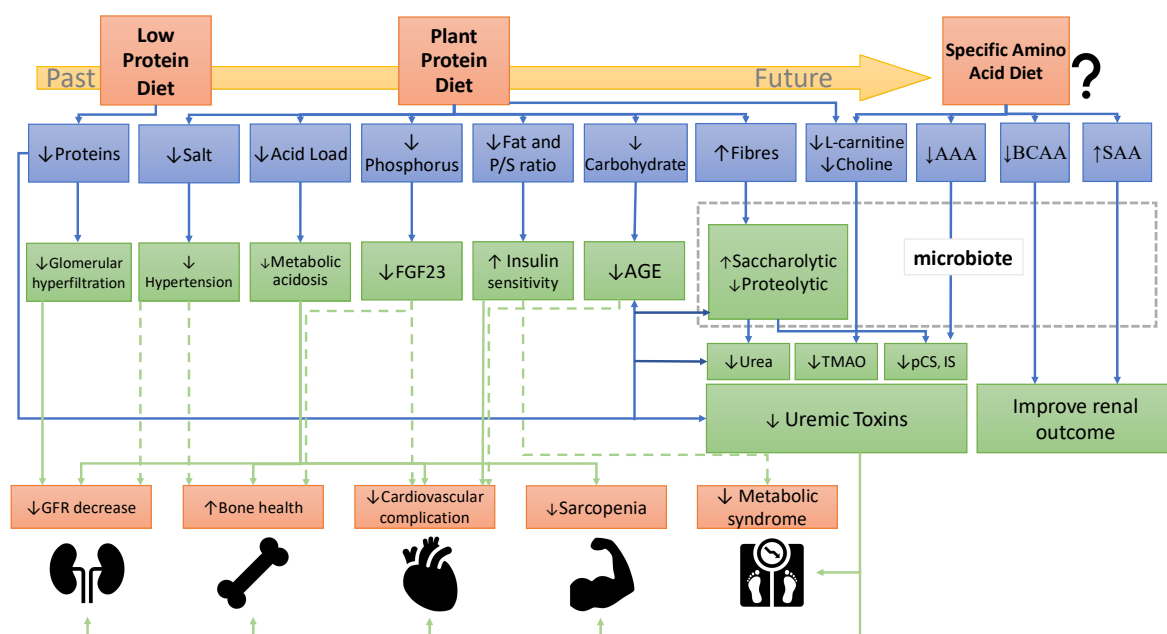 Low
Protein
Diet
Plant
Protein
Diet
Specific Amino
Acid Diet
?
Past
Future
↓Proteins
↓Salt
↓Acid Load
↓
Phosphorus
↓Fat and
P/S ratio
↓
Carbohydrate
↑Fibres
↓L-carnitine
↓Choline
↓AAA
↓BCAA
↑SAA
↓Glomerular
hyperfiltration
↓
Hypertension
↓Metabolic
acidosis
↓FGF23
↑ Insulin
sensitivity
↓AGE
↑Saccharolytic
↓Proteolytic
microbiote
↓Urea
↓TMAO
↓pCS, IS
↓ Uremic Toxins
Improve renal
outcome
↓GFR decrease
↑Bone health
↓Cardiovascular
complication
↓Sarcopenia
↓ Metabolic
syndrome